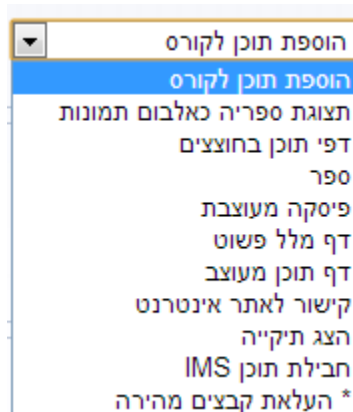 הוספת תוכן לקורס
הוספת תוכן לקורס
תצוגת ספריה כאלבום תמונות
דפי תוכן בחוצצים
ספר
פיסקה מעוצבת
דף מלל פשוט
דף תוכן מעוצב
קישור לאתר אינטרנט
הצג תיקייה
חבילת תוכן IMS
* העלאת קבצים מהירה